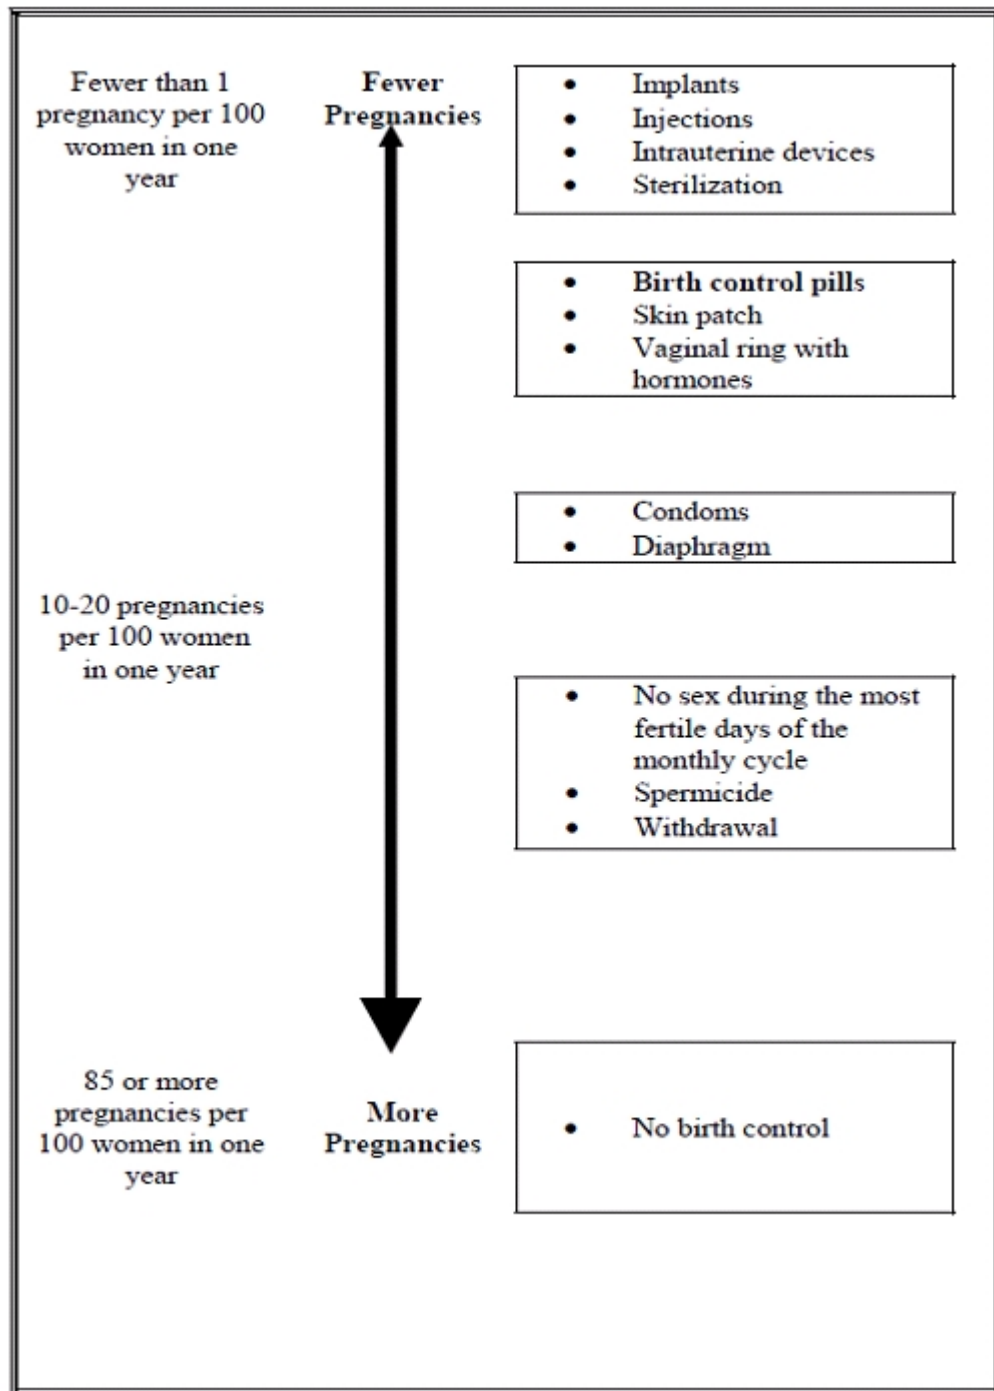 Fewer than 1
pregnancy per 100
women in one
year
Fewer
Pregnancies
• Implants
• Injections
• Intrauterine devices
• Sterilization
• Birth control pills
• Skin patch
• Vaginal ring with
hormones
• Condoms
• Diaphragm
10-20 pregnancies
per 100 women
in one year
• No sex during the most
fertile days of the
monthly cycle
• Spermicide
• Withdrawal
85 or more
pregnancies per
100 women in one
year
More
Pregnancies
• No birth control